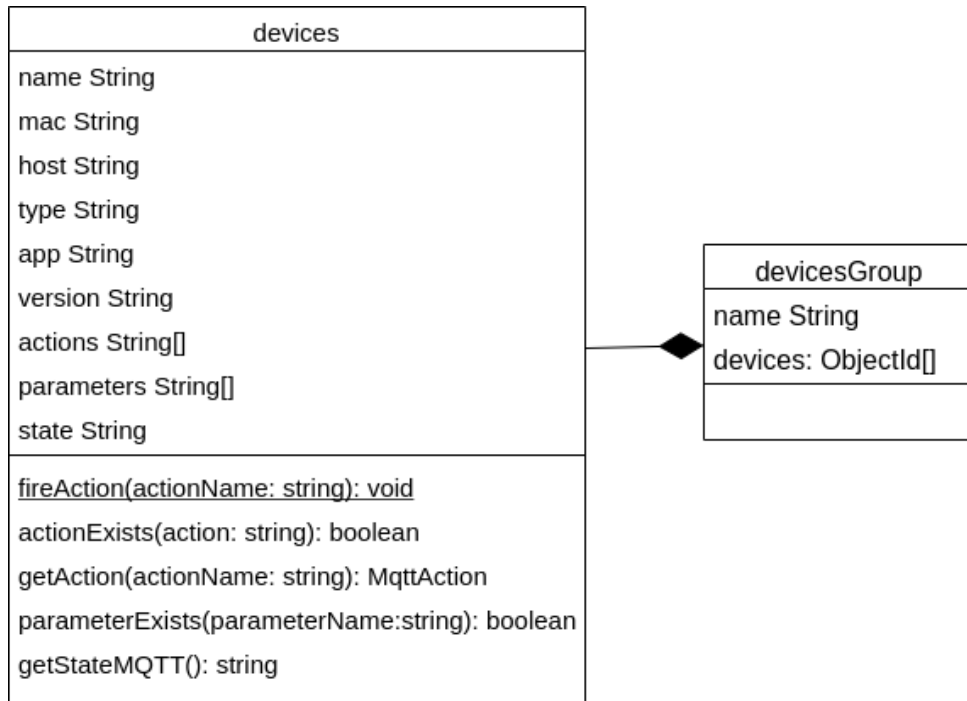 devices
name String
mac String
host String
type String
app String
version String
actions String[]
parameters String[]
state String
fireAction(actionName: string): void
actionExists(action: string): boolean
getAction(actionName: string): MqttAction
parameterExists(parameterName:string): boolean
getStateMQTT(): string
devicesGroup
name String
devices: ObjectId[]